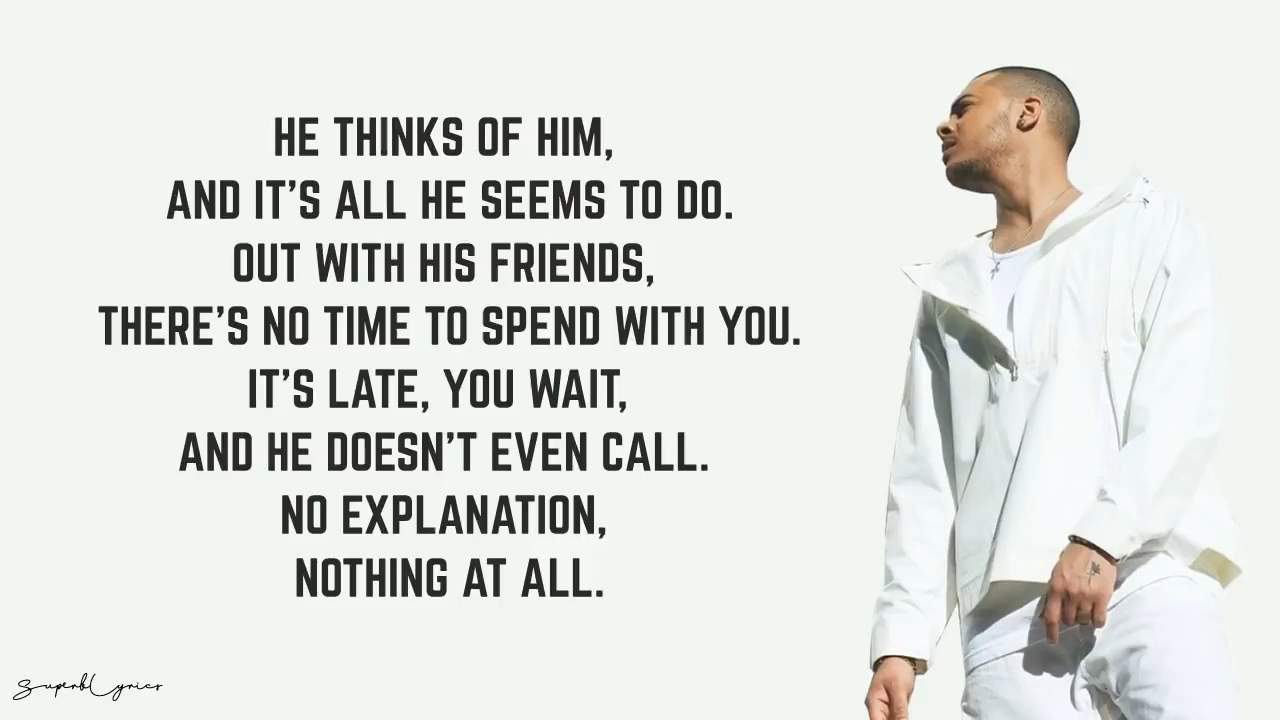 HE THINKS OF HIM,
AND IT'S ALL HE SEEMS TO DO.
OUT WITH HIS FRIENDS,
THERE'S NO TIME TO SPEND WITH YOU.
IT'S LATE, YOU WAIT,
AND HE DOESN'T EVEN CALL.
NO EXPLANATION,
NOTHING AT ALL.
SuperbLyrics